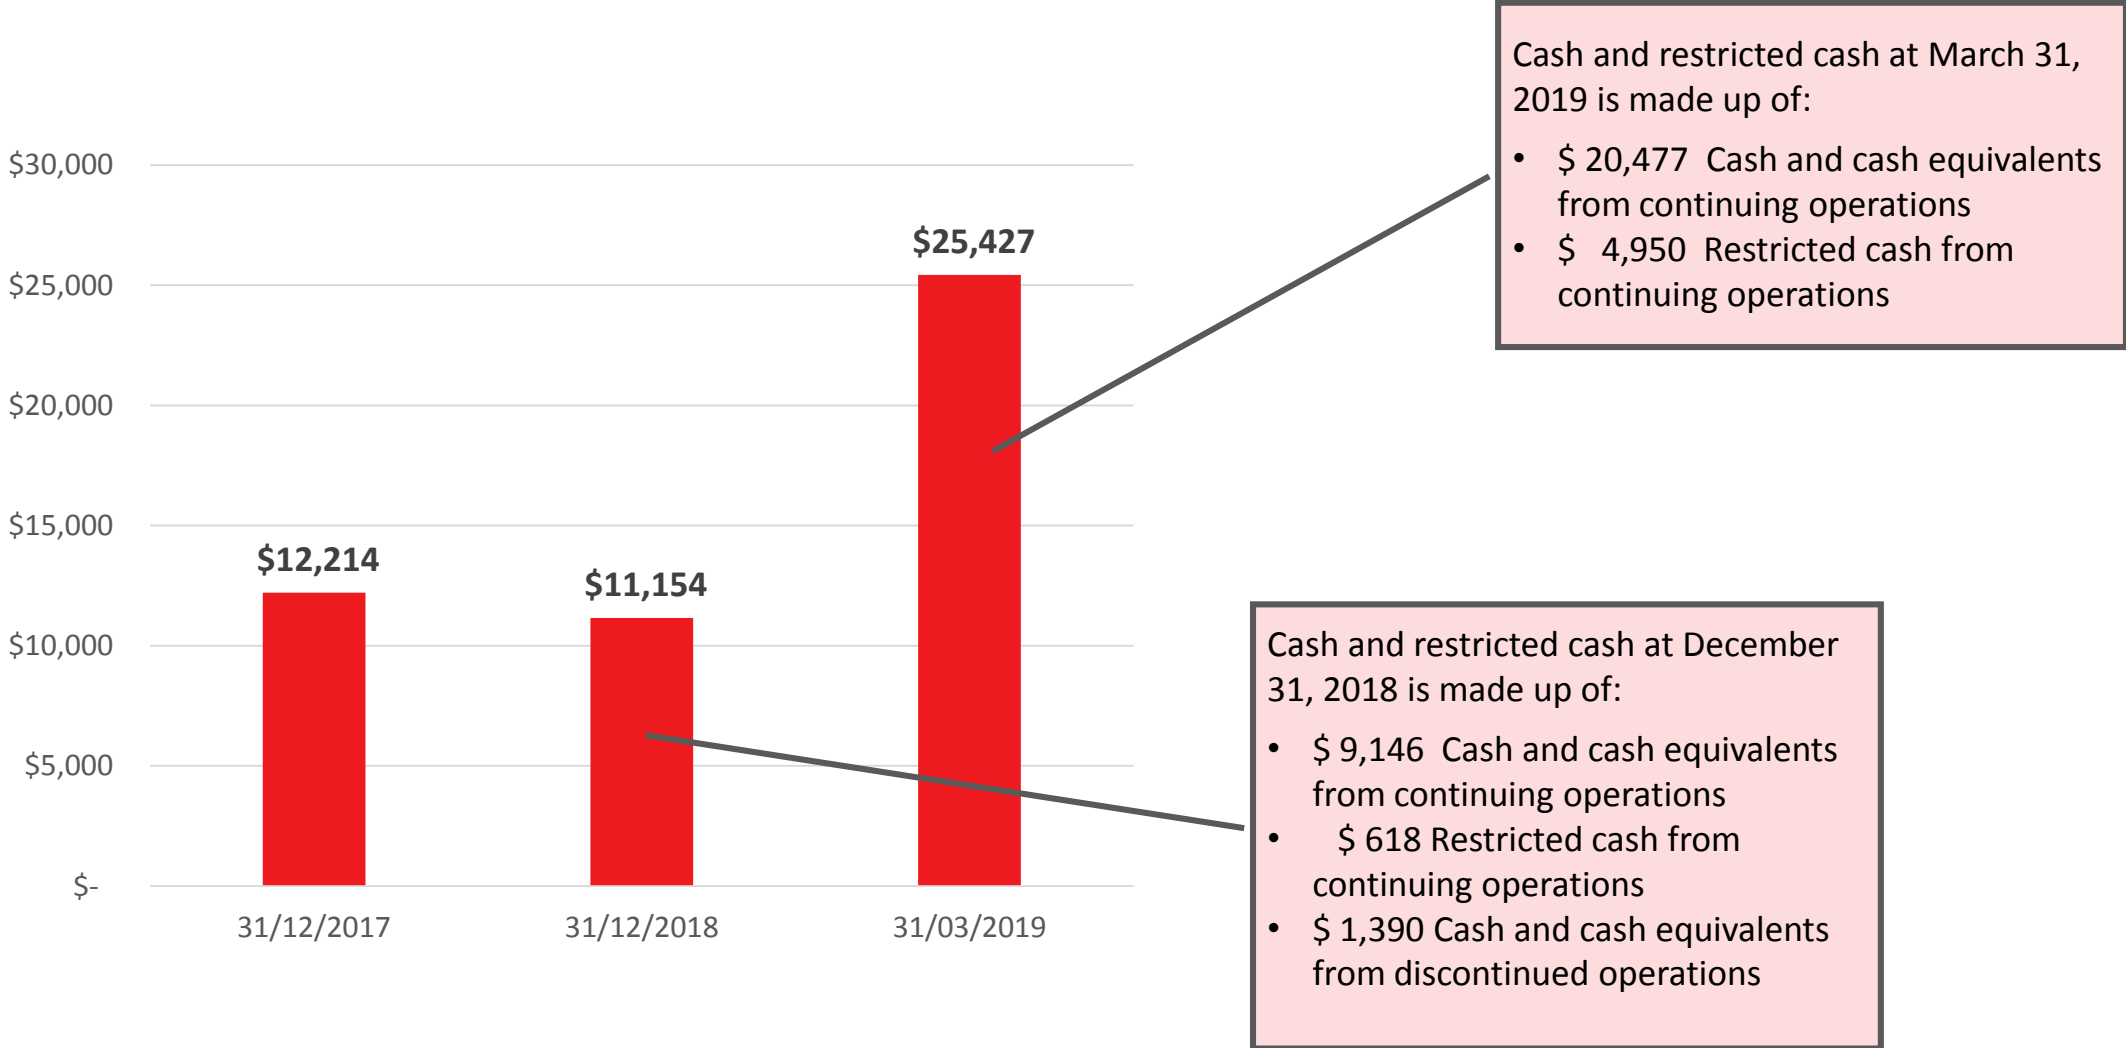 Cash and restricted cash at March 31,
2019 is made up of:
• $ 20,477 Cash and cash equivalents
from continuing operations
• $ 4,950 Restricted cash from
continuing operations
$30,000
$25,000
$20,000
$15,000
$10,000
$5,000
$-
$12,214
$11,154
$25,427
31/12/2017
31/12/2018
31/03/2019
Cash and restricted cash at December
31, 2018 is made up of:
• $ 9,146 Cash and cash equivalents
from continuing operations
• $ 618 Restricted cash from
continuing operations
• $ 1,390 Cash and cash equivalents
from discontinued operations